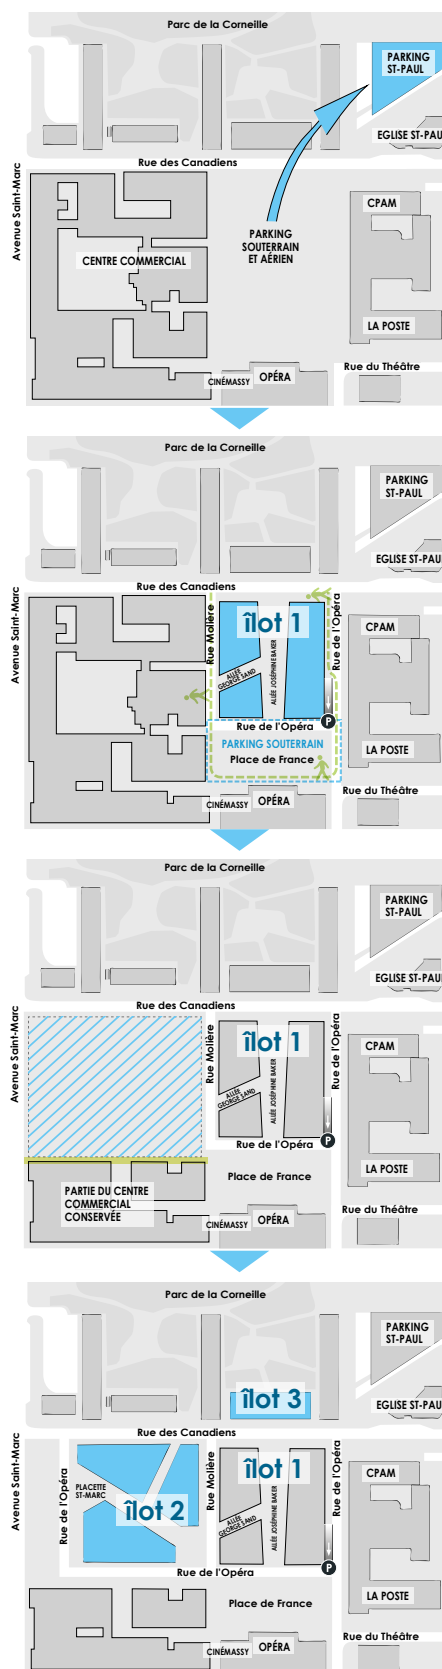 Parc de la Corneille
PARKING
ST-PAUL
EGLISE ST-PAUL
Rue des Canadiens
Avenue Saint-Marc
CPAM
PARKING
SOUTERRAIN
ET AÉRIEN
CENTRE COMMERCIAL
LA POSTE
Rue du Théâtre
CINÉMASSY
OPÉRA
Parc de la Corneille
PARKING
ST-PAUL
EGLISE ST-PAUL
Rue des Canadiens
Avenue Saint-Marc
Rue Molière
îlot 1
Rue de l'Opéra
CPAM
ALLÉE
GEORGE SAND
ALLÉE JOSÉPHINE BAKER
P
Rue de l'Opéra
PARKING SOUTERRAIN
Place de France
LA POSTE
Rue du Théâtre
CINÉMASSY
OPÉRA
Parc de la Corneille
PARKING
ST-PAUL
EGLISE ST-PAUL
Rue des Canadiens
Avenue Saint-Marc
Rue Molière
îlot 1
Rue de l'Opéra
CPAM
ALLÉE
GEORGE SAND
ALLÉE JOSÉPHINE BAKER
P
Rue de l'Opéra
Place de France
LA POSTE
PARTIE DU CENTRE
COMMERCIAL
CONSERVÉE
Rue du Théâtre
CINÉMASSY
OPÉRA
Parc de la Corneille
PARKING
ST-PAUL
îlot 3
EGLISE ST-PAUL
Rue des Canadiens
Avenue Saint-Marc
Rue de l'Opéra
PLACETTE
ST-MARC
îlot 2
Rue Molière
îlot 1
Rue de l'Opéra
CPAM
ALLÉE
GEORGE SAND
ALLÉE JOSÉPHINE BAKER
P
Rue de l'Opéra
Place de France
LA POSTE
Rue du Théâtre
CINÉMASSY
OPÉRA